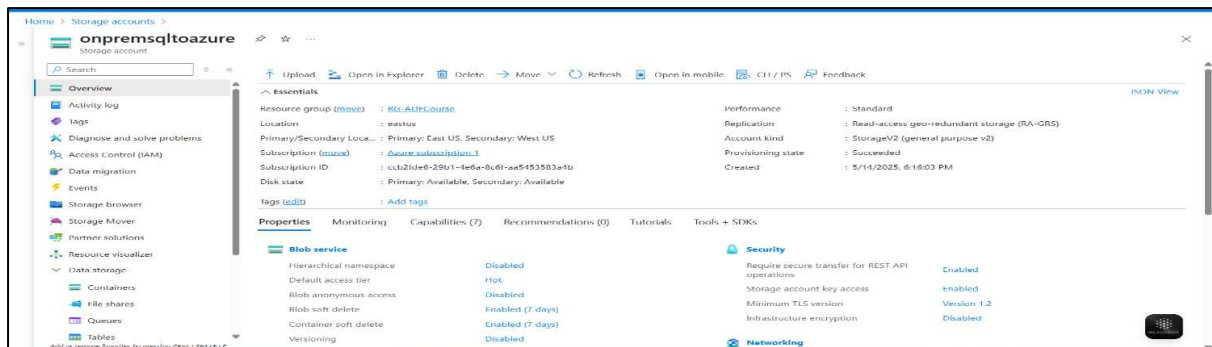 Home > Storage accounts >
onpremsqltoazure
Storage account
Search
Upload Open in Explorer Delete Move Refresh Open in mobile CLI / PS Feedback
Overview
Activity log
Tags
Diagnose and solve problems
Access Control (IAM)
Data migration
Events
Storage browser
Storage Mover
Partner solutions
Resource visualizer
Data storage
Containers
File shares
Queues
Tables
Essentials
JSON View
Resource group (move) : RG-ADFCourse
Location : eastus
Primary/Secondary Loca... : Primary: East US, Secondary: West US
Subscription (move) : Azure subscription 1
Subscription ID :
Disk state : Primary: Available, Secondary: Available
Tags (edit) : Add tags
Performance : Standard
Replication : Read-access geo-redundant storage (RA-GRS)
Account kind : StorageV2 (general purpose v2)
Provisioning state : Succeeded
Created : 5/14/2025, 6:16:03 PM
Properties Monitoring Capabilities (7) Recommendations (0) Tutorials Tools + SDKs
Blob service
Hierarchical namespace Disabled
Default access tier Hot
Blob anonymous access Disabled
Blob soft delete Enabled (7 days)
Container soft delete Enabled (7 days)
Versioning Disabled
Security
Require secure transfer for REST API
operations Enabled
Storage account key access Enabled
Minimum TLS version Version 1.2
Infrastructure encryption Disabled
Networking